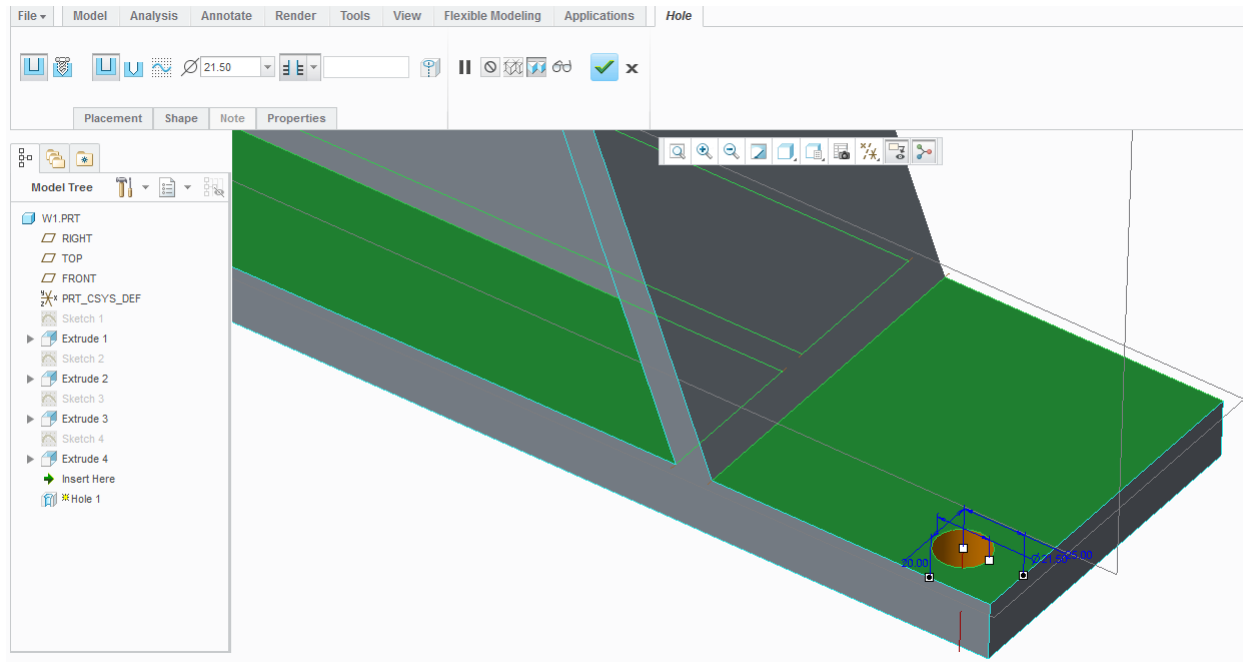 File Model Analysis Annotate Render Tools View Flexible Modeling Applications Hole
21.50
Placement Shape Note Properties
Model Tree
W1.PRT
RIGHT
TOP
FRONT
PRT_CSYS_DEF
Sketch 1
Extrude 1
Sketch 2
Extrude 2
Sketch 3
Extrude 3
Sketch 4
Extrude 4
Insert Here
Hole 1
20.00 Ø21.50